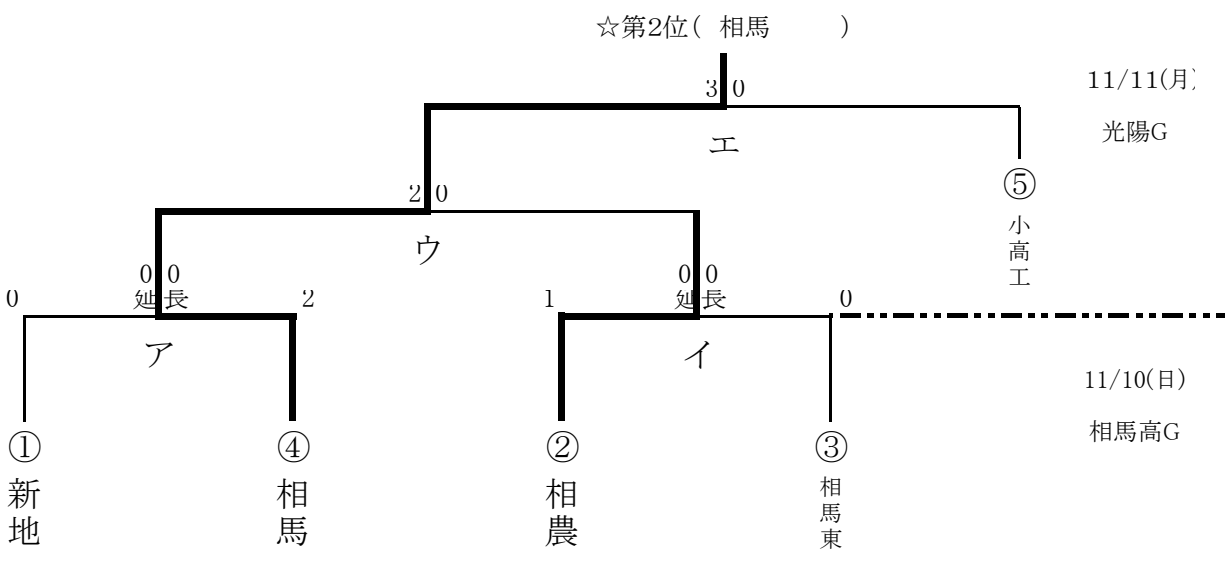 ☆第2位( 相馬 )
11/11(月)
3 0
光陽G
エ
⑤
小高工
2 0
ウ
0 0
延長
0 0
延長
0
2
1
0
ア
イ
11/10(日)
相馬高G
①
④
②
③
新地
相馬
相農
相馬東